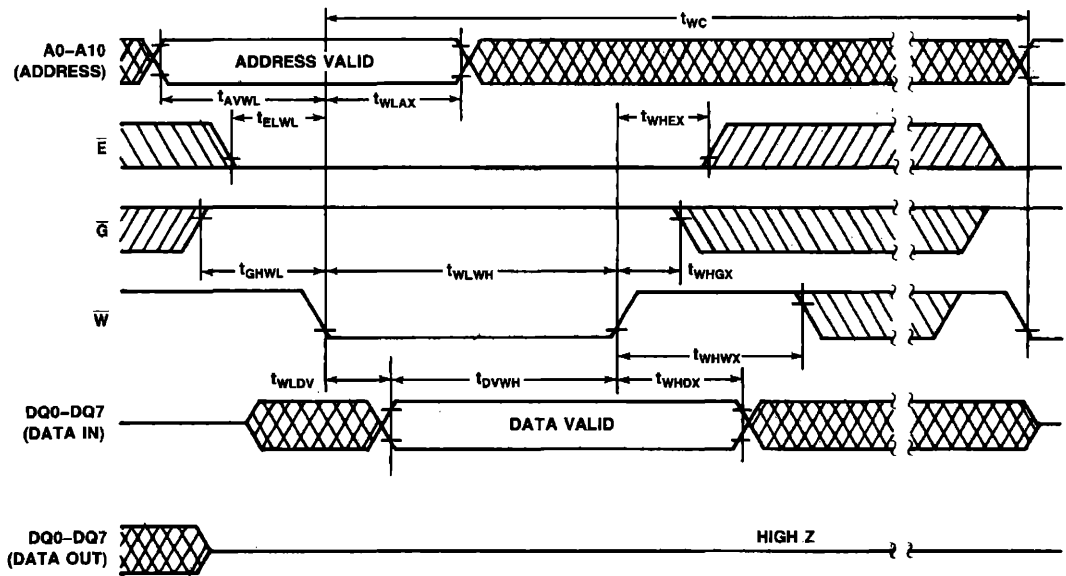 tWC
A0–A10
(ADDRESS)
ADDRESS VALID
tAVWL
tWLAX
tELWL
tWHEX
E̅
G̅
tGHWL
tWLWH
tWHGX
W̅
tWHWX
tWLDV
tDVWH
tWHDX
DQ0–DQ7
(DATA IN)
DATA VALID
DQ0–DQ7
(DATA OUT)
HIGH Z